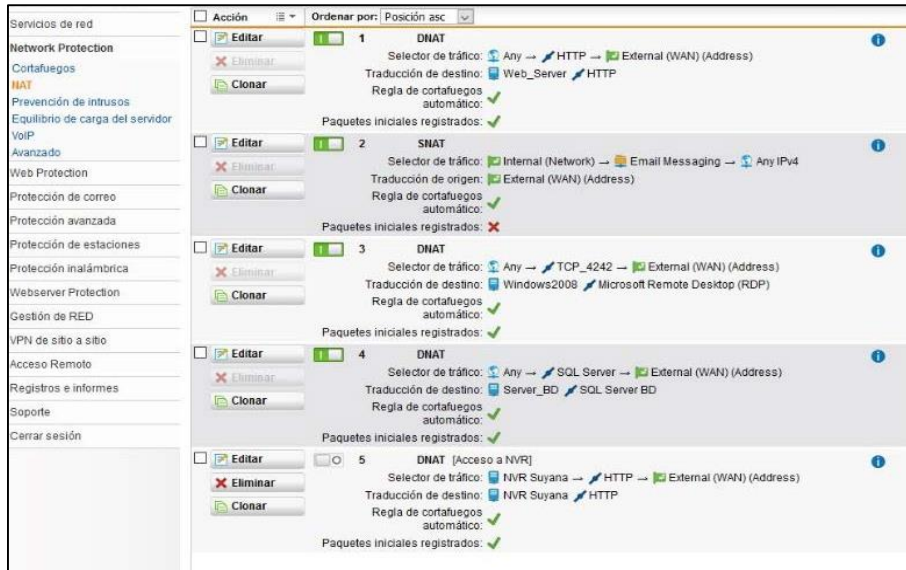 Servicios de red
Network Protection
Cortafuegos
NAT
Prevención de intrusos
Equilibrio de carga del servidor
VoIP
Avanzado
Web Protection
Protección de correo
Protección avanzada
Protección de estaciones
Protección inalámbrica
Webserver Protection
Gestión de RED
VPN de sitio a sitio
Acceso Remoto
Registros e informes
Soporte
Cerrar sesión
Acción Ordenar por: Posición asc
Editar 1 DNAT
Eliminar Selector de tráfico: Any → HTTP → External (WAN) (Address)
Clonar Traducción de destino: Web_Server HTTP
Regla de cortafuegos
automático:
Paquetes iniciales registrados:
Editar 2 SNAT
Eliminar Selector de tráfico: Internal (Network) → Email Messaging → Any IPv4
Clonar Traducción de origen: External (WAN) (Address)
Regla de cortafuegos
automático:
Paquetes iniciales registrados:
Editar 3 DNAT
Eliminar Selector de tráfico: Any → TCP_4242 → External (WAN) (Address)
Clonar Traducción de destino: Windows2008 Microsoft Remote Desktop (RDP)
Regla de cortafuegos
automático:
Paquetes iniciales registrados:
Editar 4 DNAT
Eliminar Selector de tráfico: Any → SQL Server → External (WAN) (Address)
Clonar Traducción de destino: Server_BD SQL Server BD
Regla de cortafuegos
automático:
Paquetes iniciales registrados:
Editar 5 DNAT [Acceso a NVR]
Eliminar Selector de tráfico: NVR Suyana → HTTP → External (WAN) (Address)
Clonar Traducción de destino: NVR Suyana HTTP
Regla de cortafuegos
automático:
Paquetes iniciales registrados: